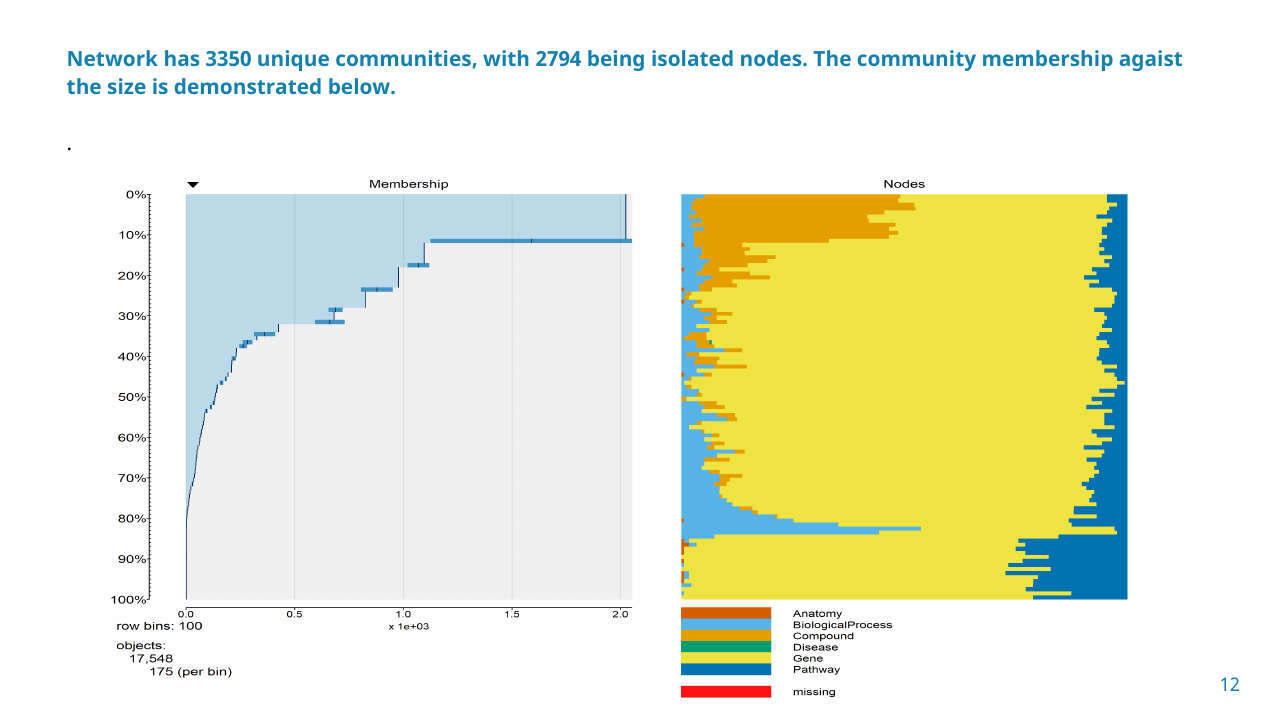 Network has 3350 unique communities, with 2794 being isolated nodes. The community membership agaist
the size is demonstrated below.
.
Membership
0%
10%
20%
30%
40%
50%
60%
70%
80%
90%
100%
0.0 0.5 1.0 1.5 2.0
x 1e+03
row bins: 100
objects:
17,548
175 (per bin)
Nodes
Anatomy
BiologicalProcess
Compound
Disease
Gene
Pathway
missing
12